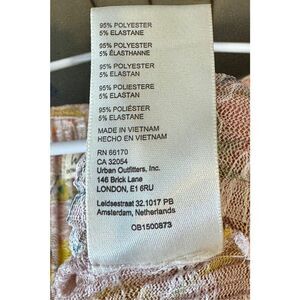 95% POLYESTER
5% ELASTANE
95% POLYESTER
5% ÉLASTHANNE
95% POLYESTER
5% ELASTAN
95% POLIESTERE
5% ELASTAN
95% POLIÉSTER
5% ELASTANE
MADE IN VIETNAM
HECHO EN VIETNAM
RN 66170
CA 32054
Urban Outfitters, Inc.
146 Brick Lane
LONDON, E1 6RU
Leidsestraat 32.1017 PB
Amsterdam, Netherlands
OB1500873